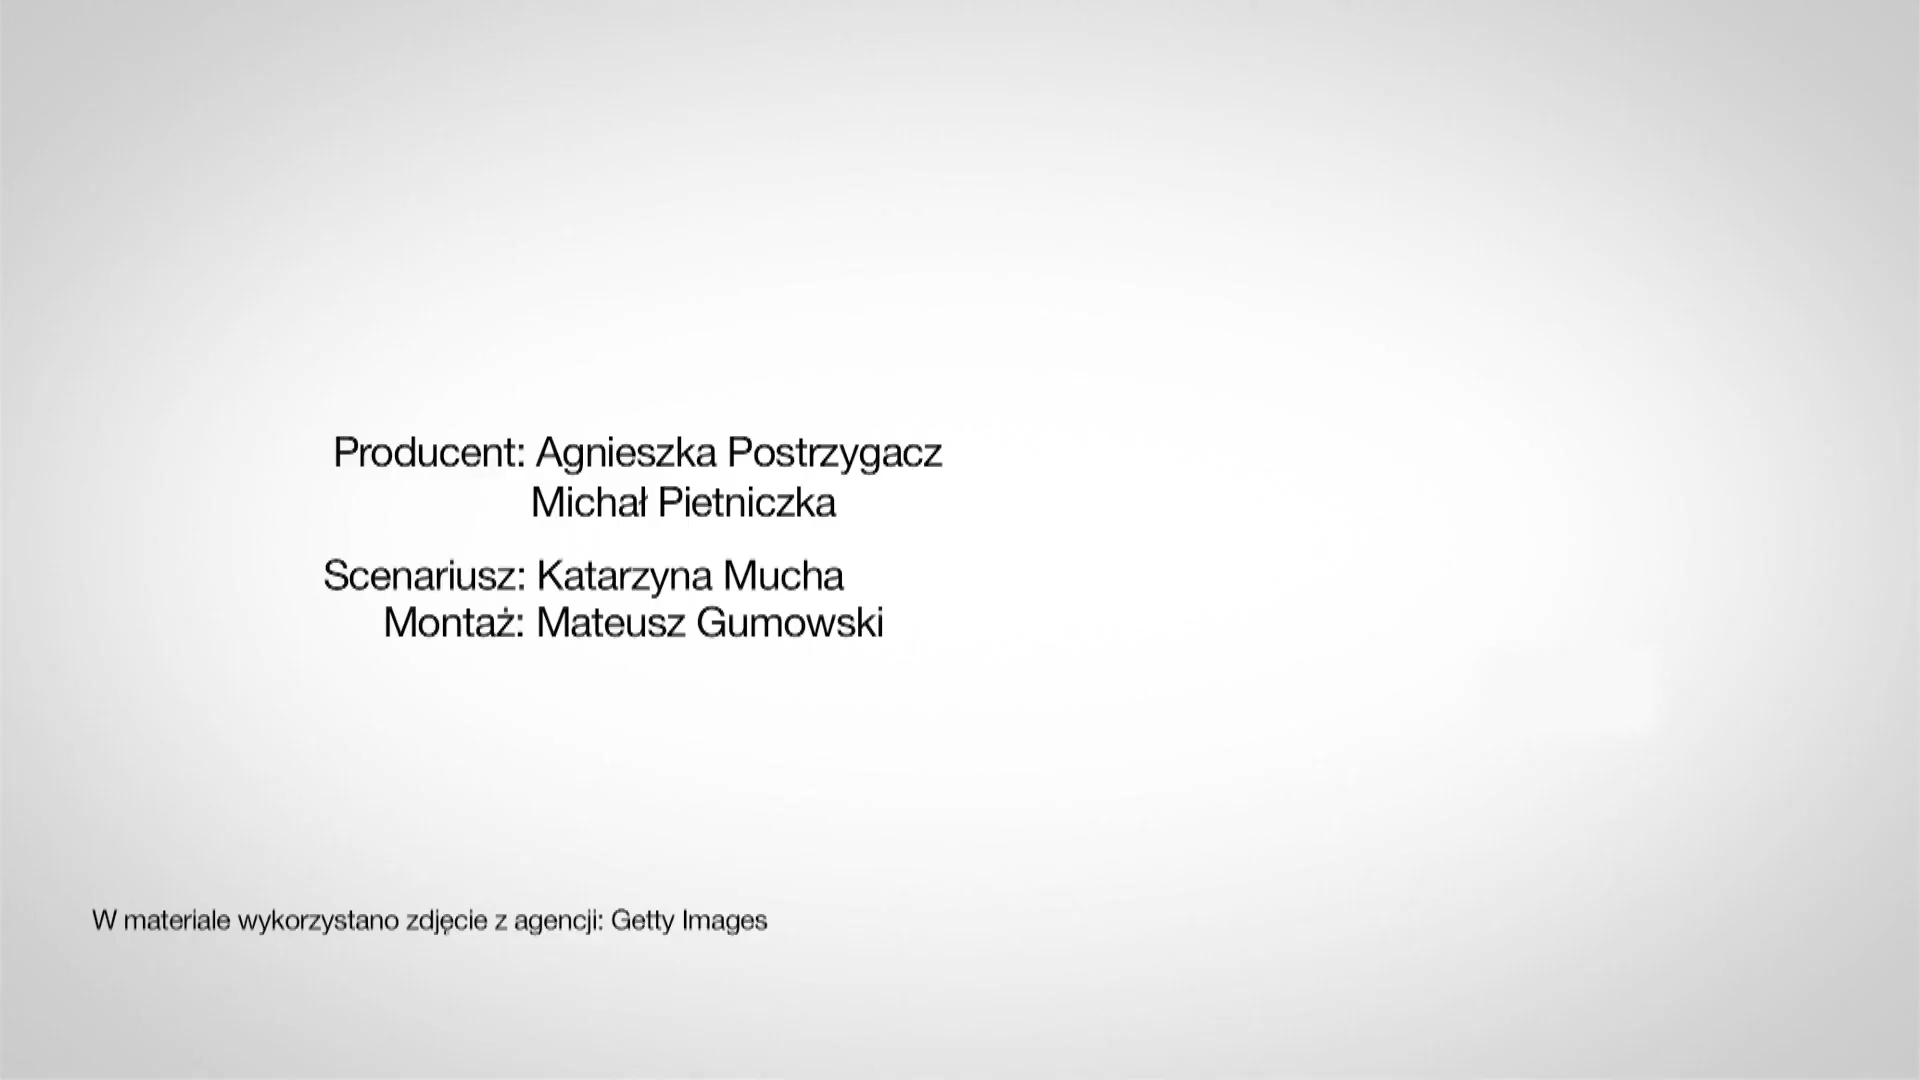 Producent: Agnieszka Postrzygacz
Michał Pietniczka
Scenariusz: Katarzyna Mucha
Montaż: Mateusz Gumowski
W materiale wykorzystano zdjęcie z agencji: Getty Images